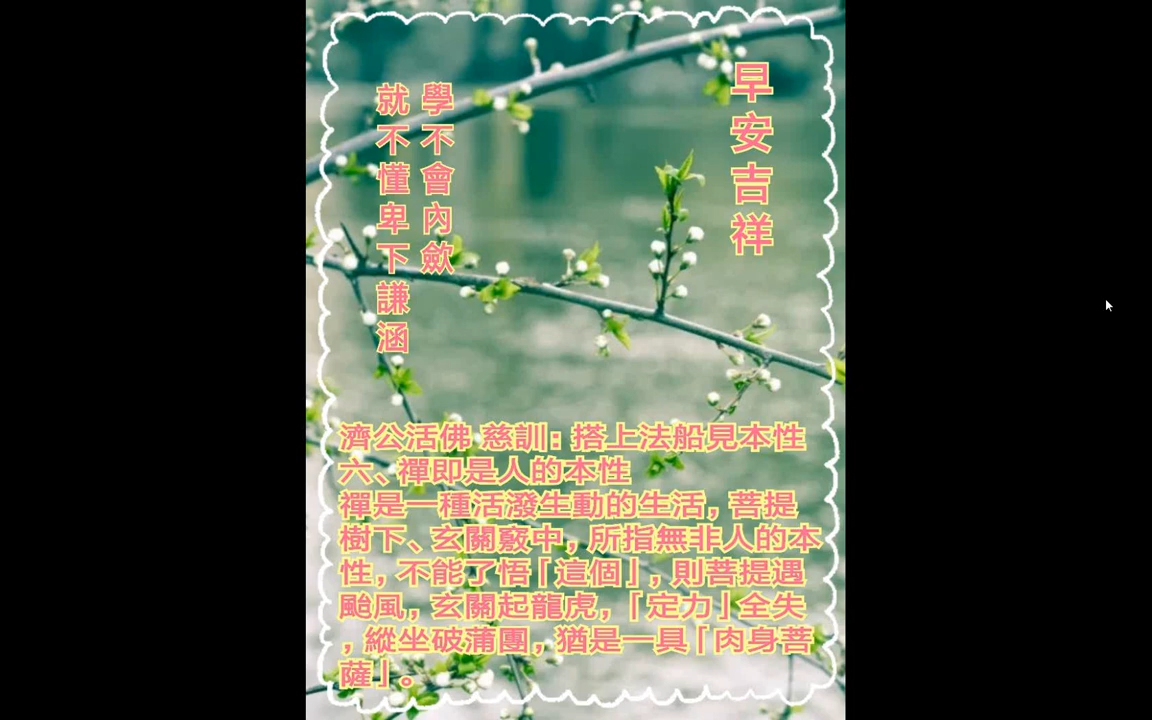 早安吉祥
學不會內斂
就不懂卑下謙涵
濟公活佛 慈訓：搭上法船見本性
六、禪即是人的本性
禪是一種活潑生動的生活，菩提
樹下、玄關竅中，所指無非人的本
性，不能了悟「這個」，則菩提遇
颱風，玄關起龍虎，「定力」全失
，縱坐破蒲團，猶是一具「肉身菩
薩」。